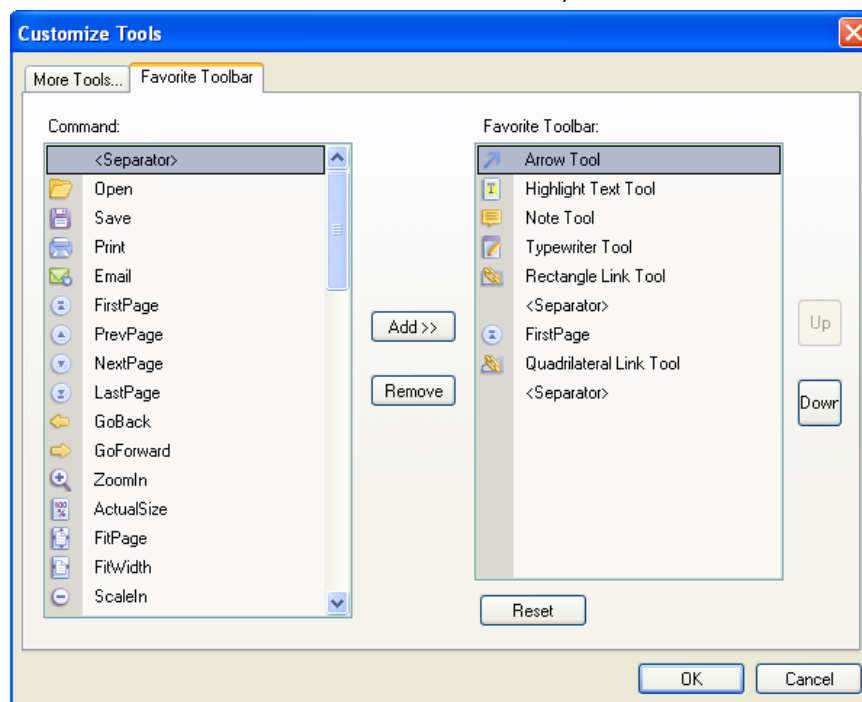 Customize Tools
More Tools...
Favorite Toolbar
Command:
<Separator>
Open
Save
Print
Email
FirstPage
PrevPage
NextPage
LastPage
GoBack
GoForward
ZoomIn
ActualSize
FitPage
FitWidth
ScaleIn
Add >>
Remove
Favorite Toolbar:
Arrow Tool
Highlight Text Tool
Note Tool
Typewriter Tool
Rectangle Link Tool
<Separator>
FirstPage
Quadrilateral Link Tool
<Separator>
Up
Down
Reset
OK
Cancel